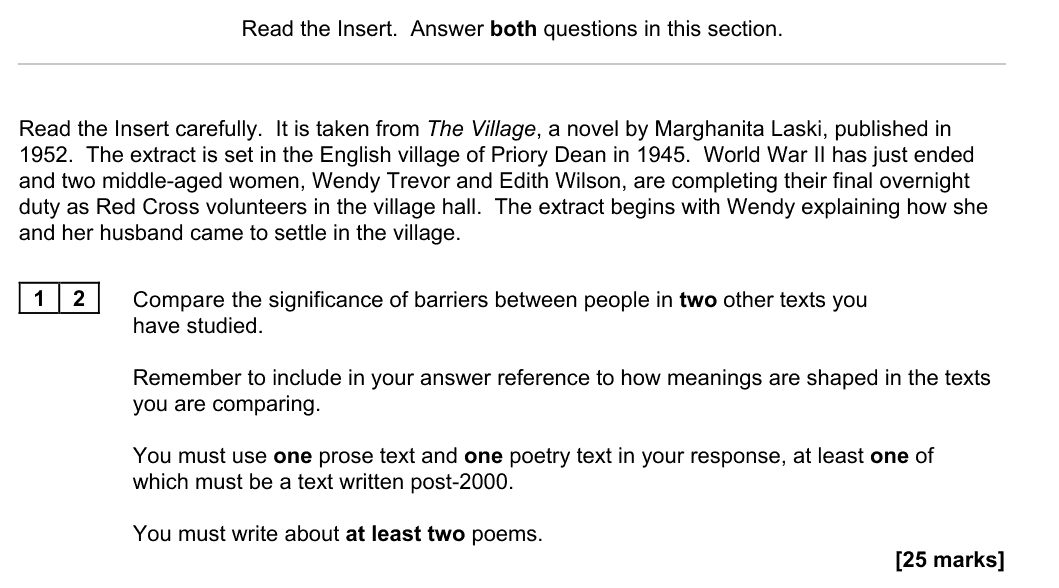 Read the Insert.  Answer both questions in this section.
Read the Insert carefully.  It is taken from The Village, a novel by Marghanita Laski, published in
1952.  The extract is set in the English village of Priory Dean in 1945.  World War II has just ended
and two middle-aged women, Wendy Trevor and Edith Wilson, are completing their final overnight
duty as Red Cross volunteers in the village hall.  The extract begins with Wendy explaining how she
and her husband came to settle in the village.
1 2 Compare the significance of barriers between people in two other texts you
have studied.
Remember to include in your answer reference to how meanings are shaped in the texts
you are comparing.
You must use one prose text and one poetry text in your response, at least one of
which must be a text written post-2000.
You must write about at least two poems.
[25 marks]